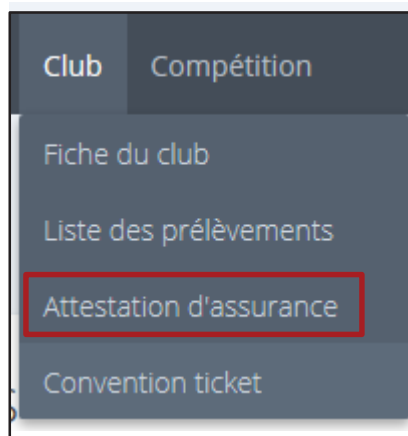 Club Compétition
Fiche du club
Liste des prélèvements
Attestation d'assurance
Convention ticket